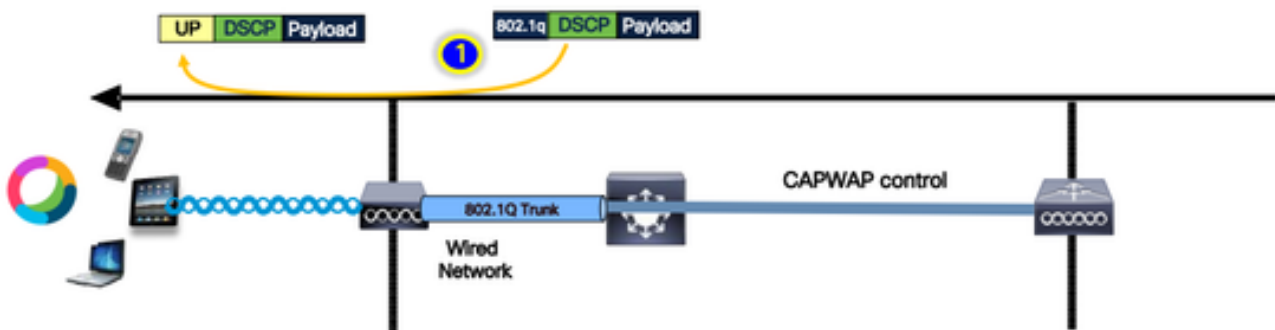 UP DSCP Payload
1
802.1q DSCP Payload
CAPWAP control
802.1Q Trunk
Wired
Network